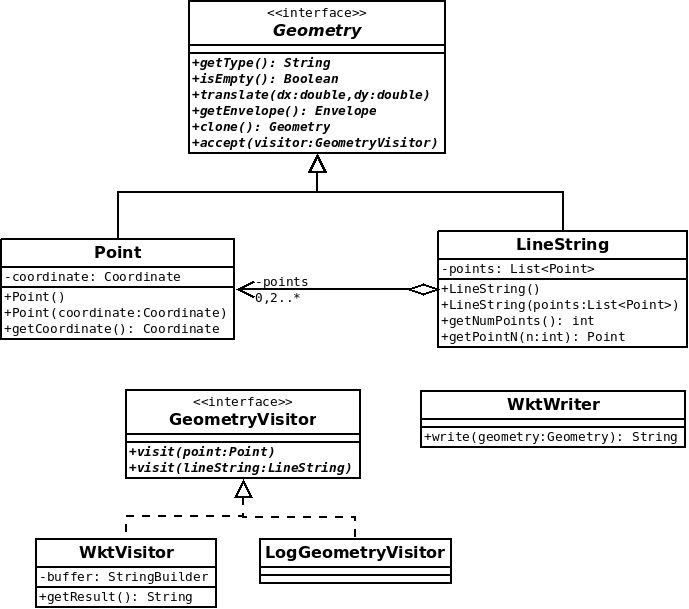 <<interface>>
Geometry
+getType(): String
+isEmpty(): Boolean
+translate(dx:double,dy:double)
+getEnvelope(): Envelope
+clone(): Geometry
+accept(visitor:GeometryVisitor)
Point
-coordinate: Coordinate
+Point()
+Point(coordinate:Coordinate)
+getCoordinate(): Coordinate
-points
0,2..*
LineString
-points: List<Point>
+LineString()
+LineString(points:List<Point>)
+getNumPoints(): int
+getPointN(n:int): Point
<<interface>>
GeometryVisitor
+visit(point:Point)
+visit(lineString:LineString)
WktWriter
+write(geometry:Geometry): String
WktVisitor
-buffer: StringBuilder
+getResult(): String
LogGeometryVisitor